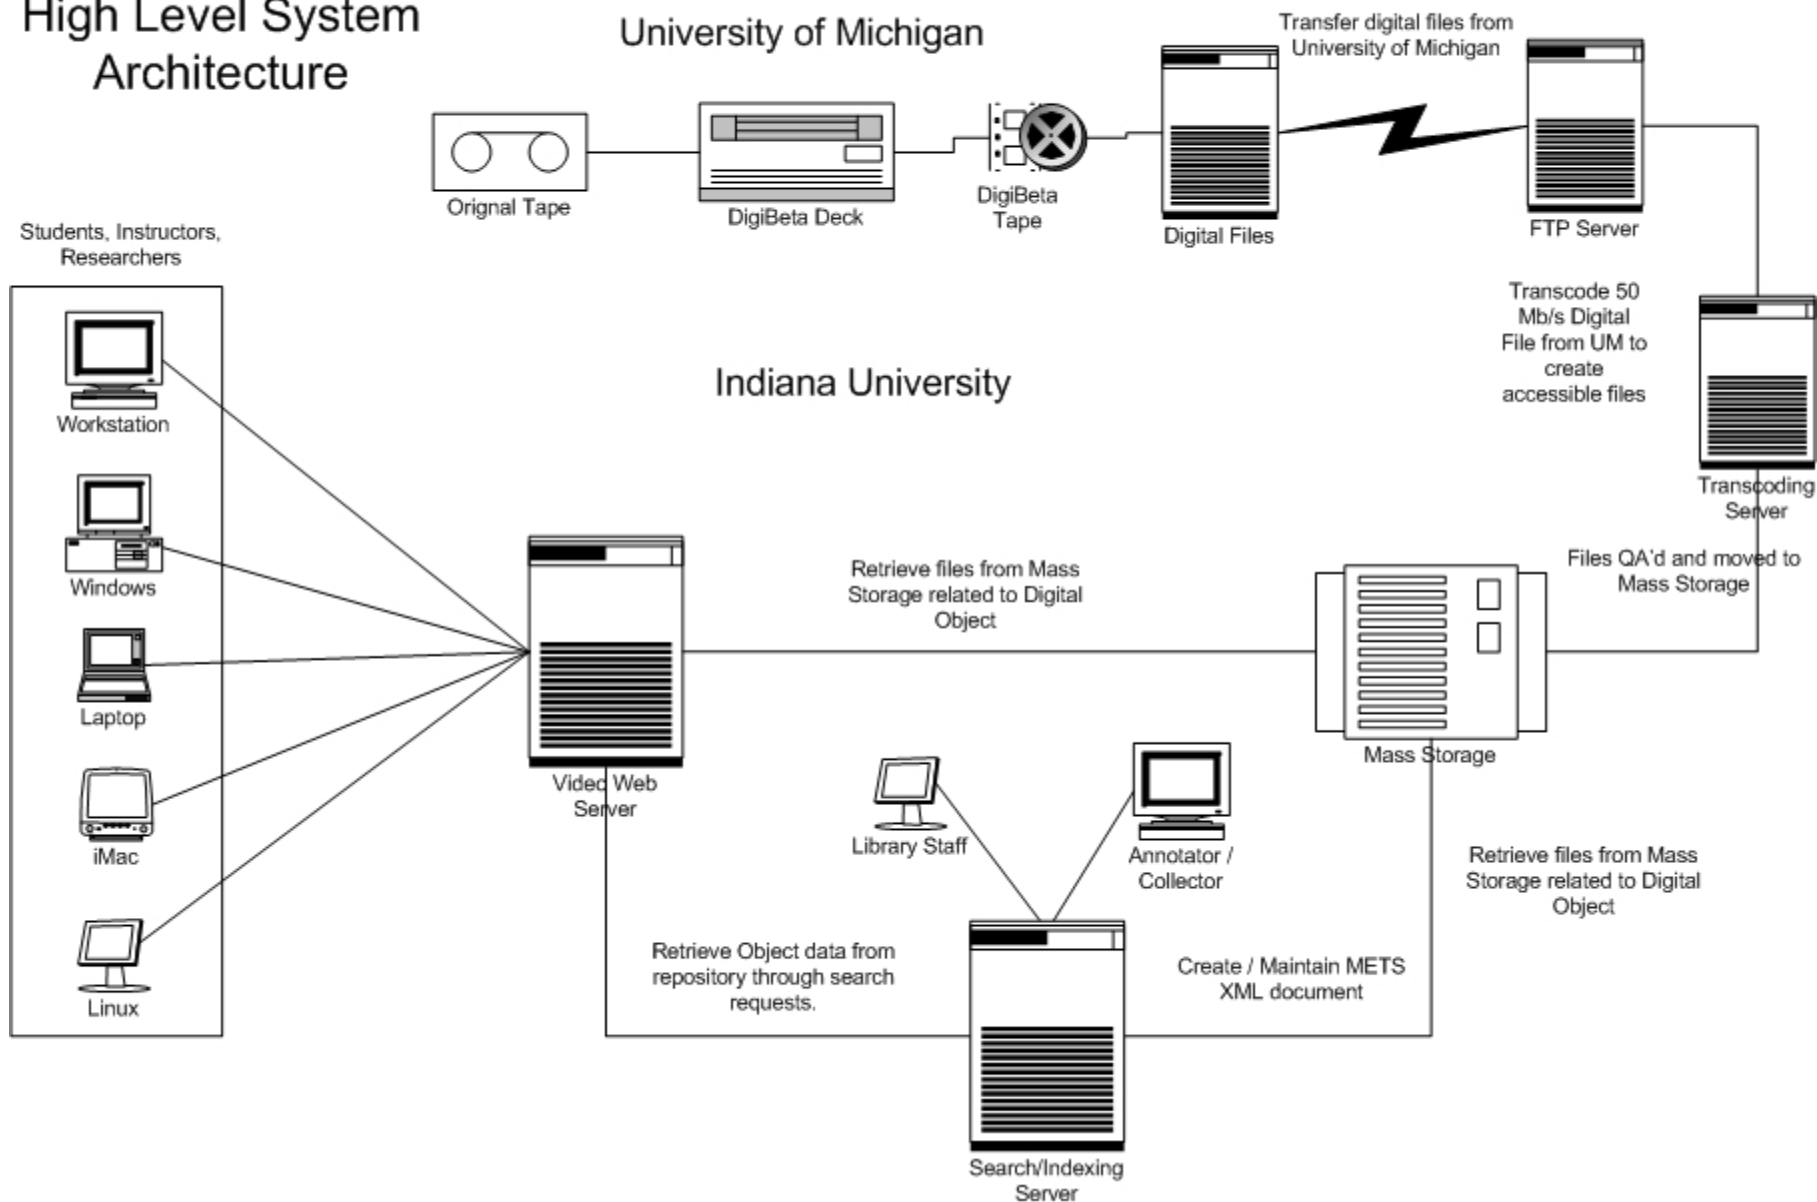 High Level System
Architecture
University of Michigan
Transfer digital files from
University of Michigan
Orignal Tape
DigiBeta Deck
DigiBeta
Tape
Digital Files
FTP Server
Students, Instructors,
Researchers
Transcode 50
Mb/s Digital
File from UM to
create
accessible files
Indiana University
Workstation
Transcoding
Server
Windows
Retrieve files from Mass
Storage related to Digital
Object
Files QA'd and moved to
Mass Storage
Laptop
Video Web
Server
Mass Storage
iMac
Library Staff
Annotator /
Collector
Retrieve files from Mass
Storage related to Digital
Object
Linux
Retrieve Object data from
repository through search
requests.
Create / Maintain METS
XML document
Search/Indexing
Server